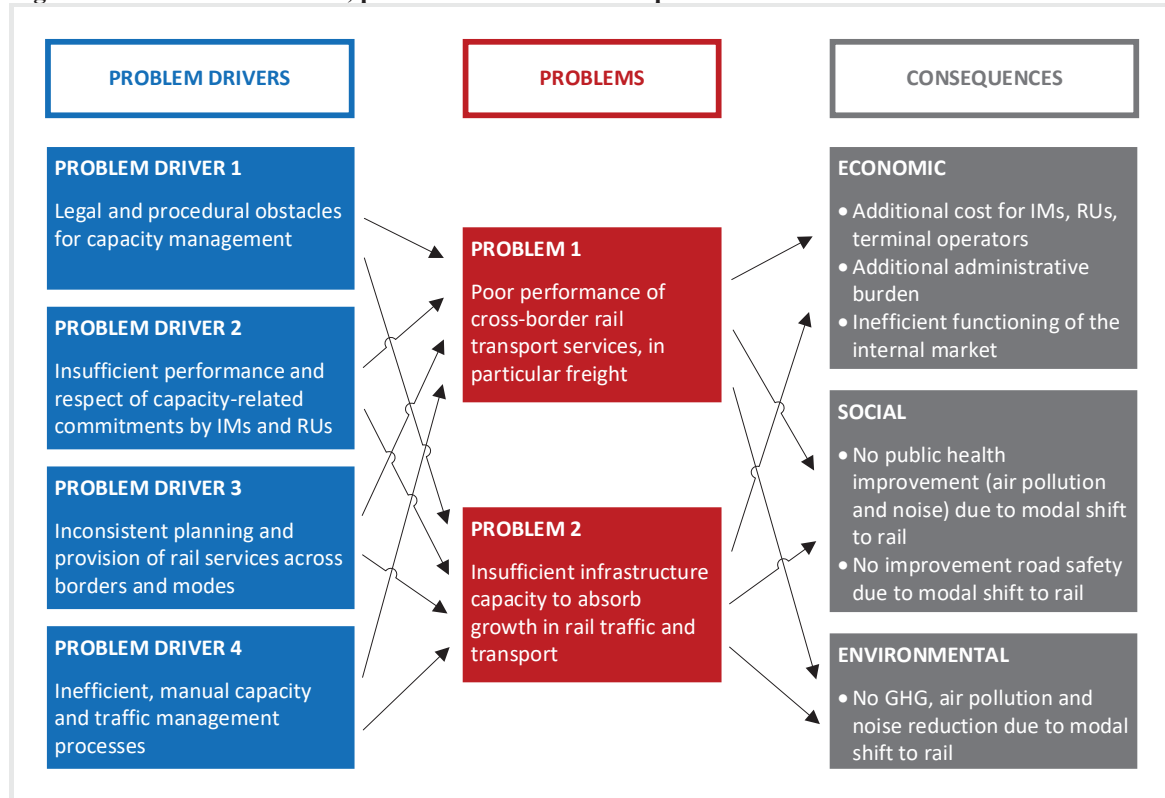 PROBLEM DRIVERS
PROBLEMS
CONSEQUENCES
PROBLEM DRIVER 1
Legal and procedural obstacles
for capacity management
PROBLEM DRIVER 2
Insufficient performance and
respect of capacity-related
commitments by IMs and RUs
PROBLEM DRIVER 3
Inconsistent planning and
provision of rail services across
borders and modes
PROBLEM DRIVER 4
Inefficient, manual capacity
and traffic management
processes
PROBLEM 1
Poor performance of
cross-border rail
transport services, in
particular freight
PROBLEM 2
Insufficient infrastructure
capacity to absorb
growth in rail traffic and
transport
ECONOMIC
• Additional cost for IMs, RUs,
terminal operators
• Additional administrative
burden
• Inefficient functioning of the
internal market
SOCIAL
• No public health
improvement (air pollution
and noise) due to modal shift
to rail
• No improvement road safety
due to modal shift to rail
ENVIRONMENTAL
• No GHG, air pollution and
noise reduction due to modal
shift to rail